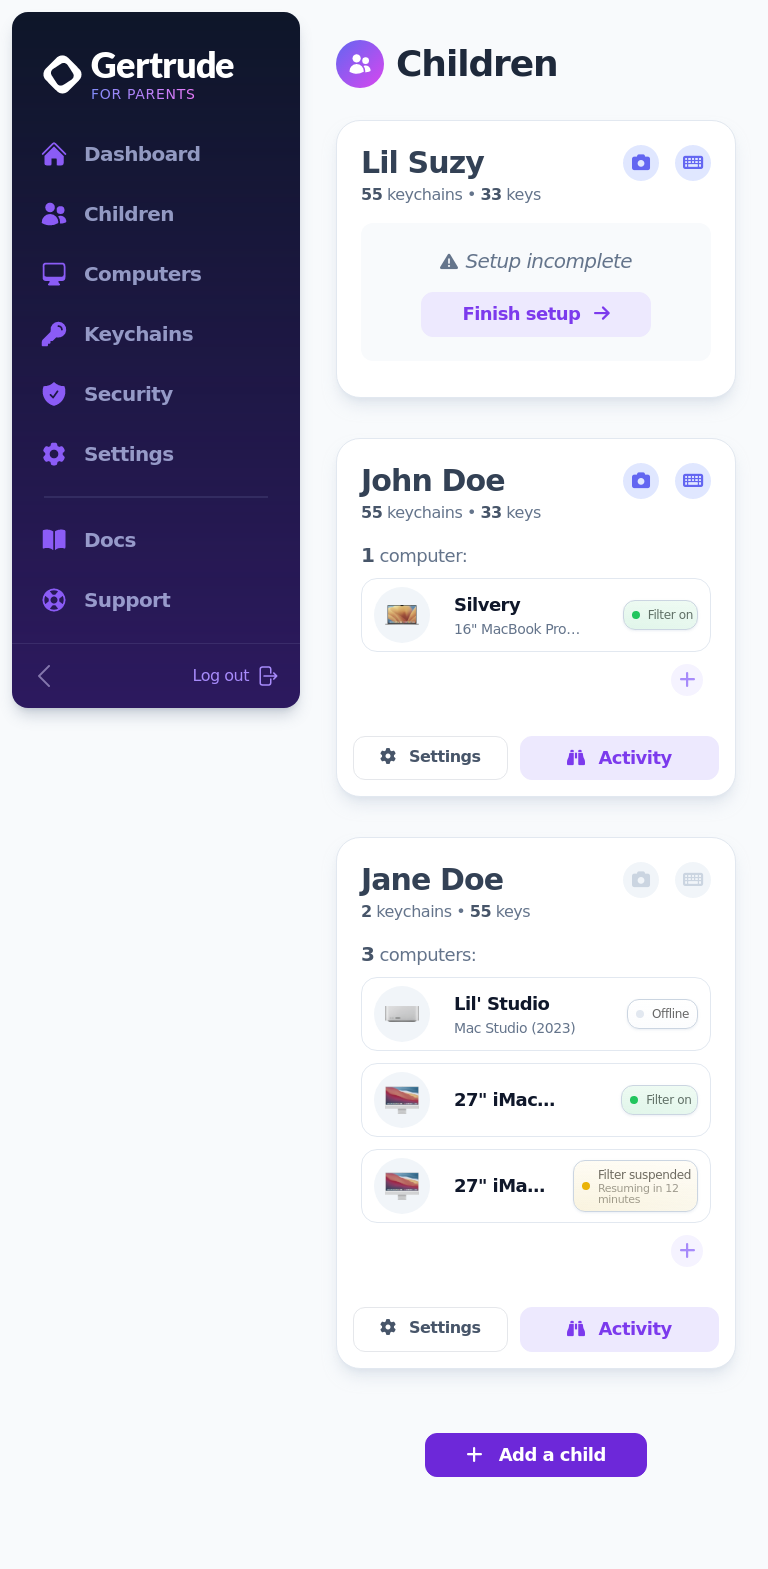 Gertrude
FOR PARENTS
Dashboard
Children
Computers
Keychains
Security
Settings
Docs
Support
Log out
Children
Lil Suzy
55 keychains • 33 keys
Setup incomplete
Finish setup
John Doe
55 keychains • 33 keys
1 computer:
Silvery
16" MacBook Pro...
Filter on
Settings
Activity
Jane Doe
2 keychains • 55 keys
3 computers:
Lil' Studio
Mac Studio (2023)
Offline
27" iMac...
Filter on
27" iMa...
Filter suspended
Resuming in 12
minutes
Settings
Activity
Add a child